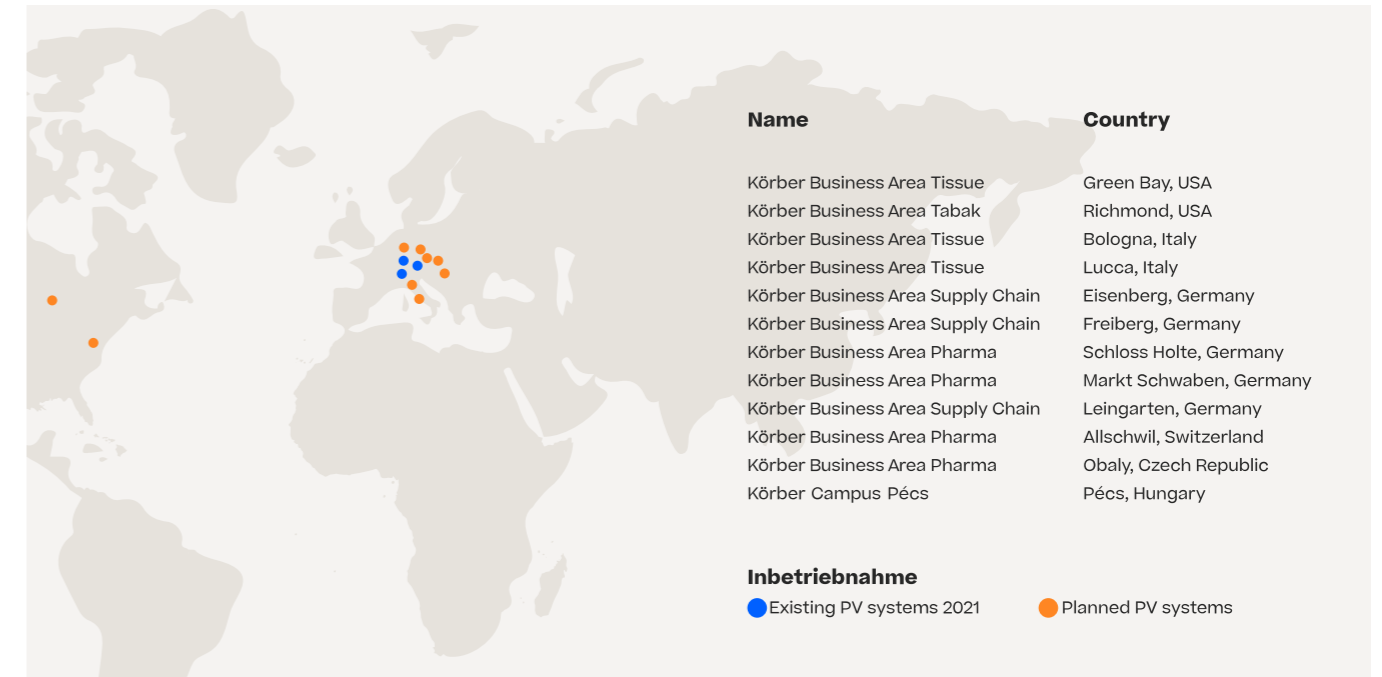 Name Country
Körber Business Area Tissue Green Bay, USA
Körber Business Area Tabak Richmond, USA
Körber Business Area Tissue Bologna, Italy
Körber Business Area Tissue Lucca, Italy
Körber Business Area Supply Chain Eisenberg, Germany
Körber Business Area Supply Chain Freiberg, Germany
Körber Business Area Pharma Schloss Holte, Germany
Körber Business Area Pharma Markt Schwaben, Germany
Körber Business Area Supply Chain Leingarten, Germany
Körber Business Area Pharma Allschwil, Switzerland
Körber Business Area Pharma Obaly, Czech Republic
Körber Campus Pécs Pécs, Hungary
Inbetriebnahme
Existing PV systems 2021 Planned PV systems